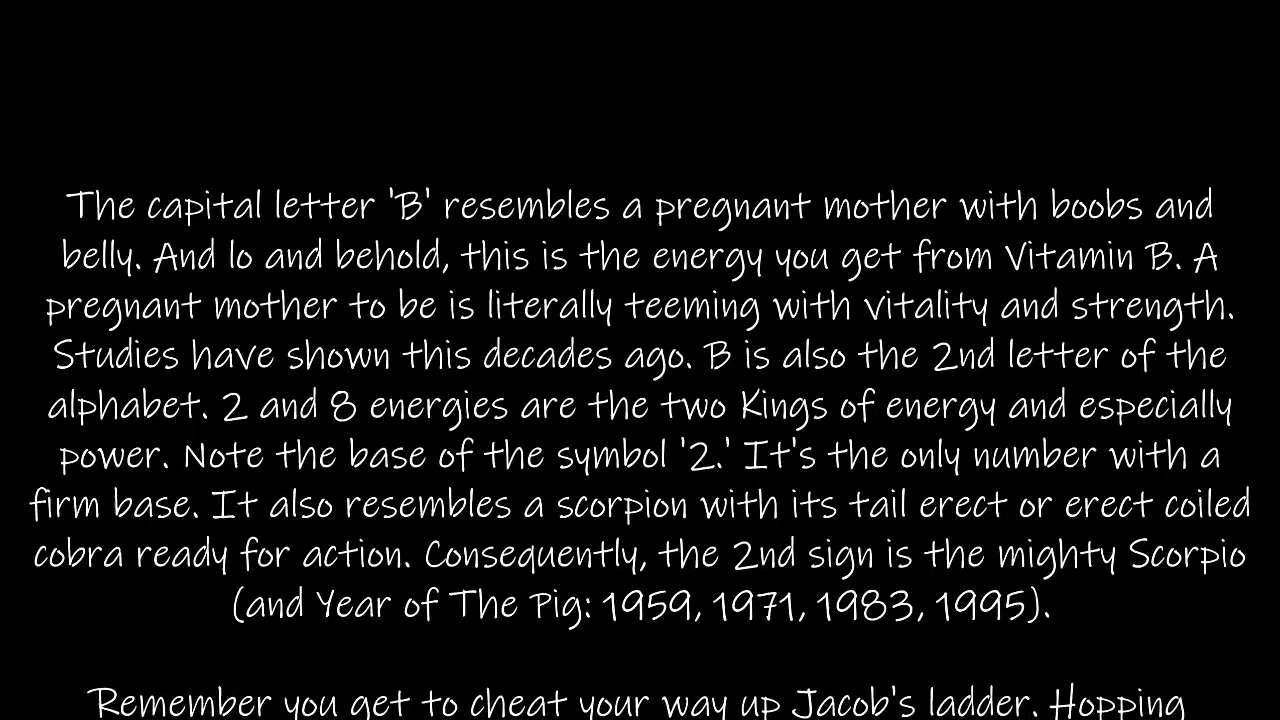 The capital letter 'B' resembles a pregnant mother with boobs and
belly. And lo and behold, this is the energy you get from Vitamin B. A
pregnant mother to be is literally teeming with vitality and strength.
Studies have shown this decades ago. B is also the 2nd letter of the
alphabet. 2 and 8 energies are the two Kings of energy and especially
power. Note the base of the symbol '2.' It's the only number with a
firm base. It also resembles a scorpion with its tail erect or erect coiled
cobra ready for action. Consequently, the 2nd sign is the mighty Scorpio
(and Year of The Pig: 1959, 1971, 1983, 1995).
Remember you get to cheat your way up Jacob's ladder. Hopping